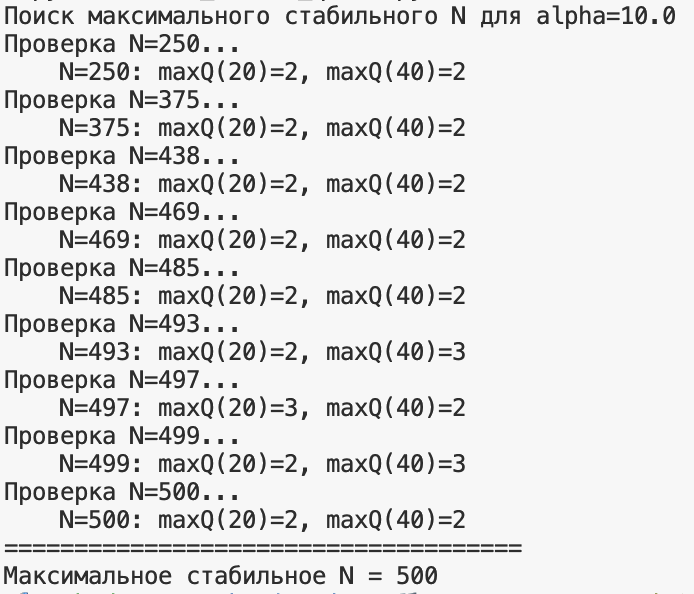 Поиск максимального стабильного N для alpha=10.0
Проверка N=250...
    N=250: maxQ(20)=2, maxQ(40)=2
Проверка N=375...
    N=375: maxQ(20)=2, maxQ(40)=2
Проверка N=438...
    N=438: maxQ(20)=2, maxQ(40)=2
Проверка N=469...
    N=469: maxQ(20)=2, maxQ(40)=2
Проверка N=485...
    N=485: maxQ(20)=2, maxQ(40)=2
Проверка N=493...
    N=493: maxQ(20)=2, maxQ(40)=3
Проверка N=497...
    N=497: maxQ(20)=3, maxQ(40)=2
Проверка N=499...
    N=499: maxQ(20)=2, maxQ(40)=3
Проверка N=500...
    N=500: maxQ(20)=2, maxQ(40)=2
=====================================
Максимальное стабильное N = 500